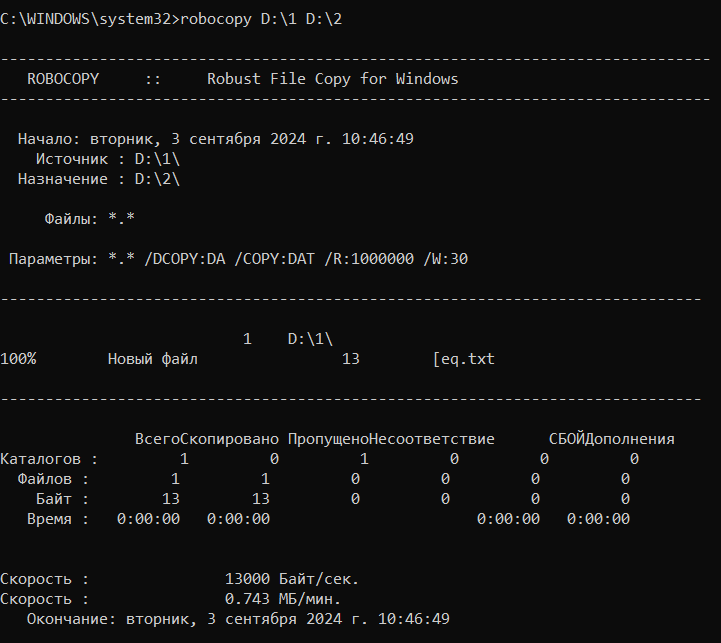 C:\WINDOWS\system32>robocopy D:\1 D:\2
-------------------------------------------------------------------------------
   ROBOCOPY     ::     Robust File Copy for Windows
-------------------------------------------------------------------------------
  Начало: вторник, 3 сентября 2024 г. 10:46:49
    Источник : D:\1\
  Назначение : D:\2\
     Файлы: *.*
 Параметры: *.* /DCOPY:DA /COPY:DAT /R:1000000 /W:30
------------------------------------------------------------------------------
                           1    D:\1\
100%        Новый файл                13        [eq.txt
------------------------------------------------------------------------------
               ВсегоСкопировано ПропущеноНесоответствие      СБОЙДополнения
Каталогов :         1         0         1         0         0         0
  Файлов :         1         1         0         0         0         0
    Байт :        13        13         0         0         0         0
   Время :   0:00:00   0:00:00                       0:00:00   0:00:00
Скорость :               13000 Байт/сек.
Скорость :               0.743 МБ/мин.
   Окончание: вторник, 3 сентября 2024 г. 10:46:49